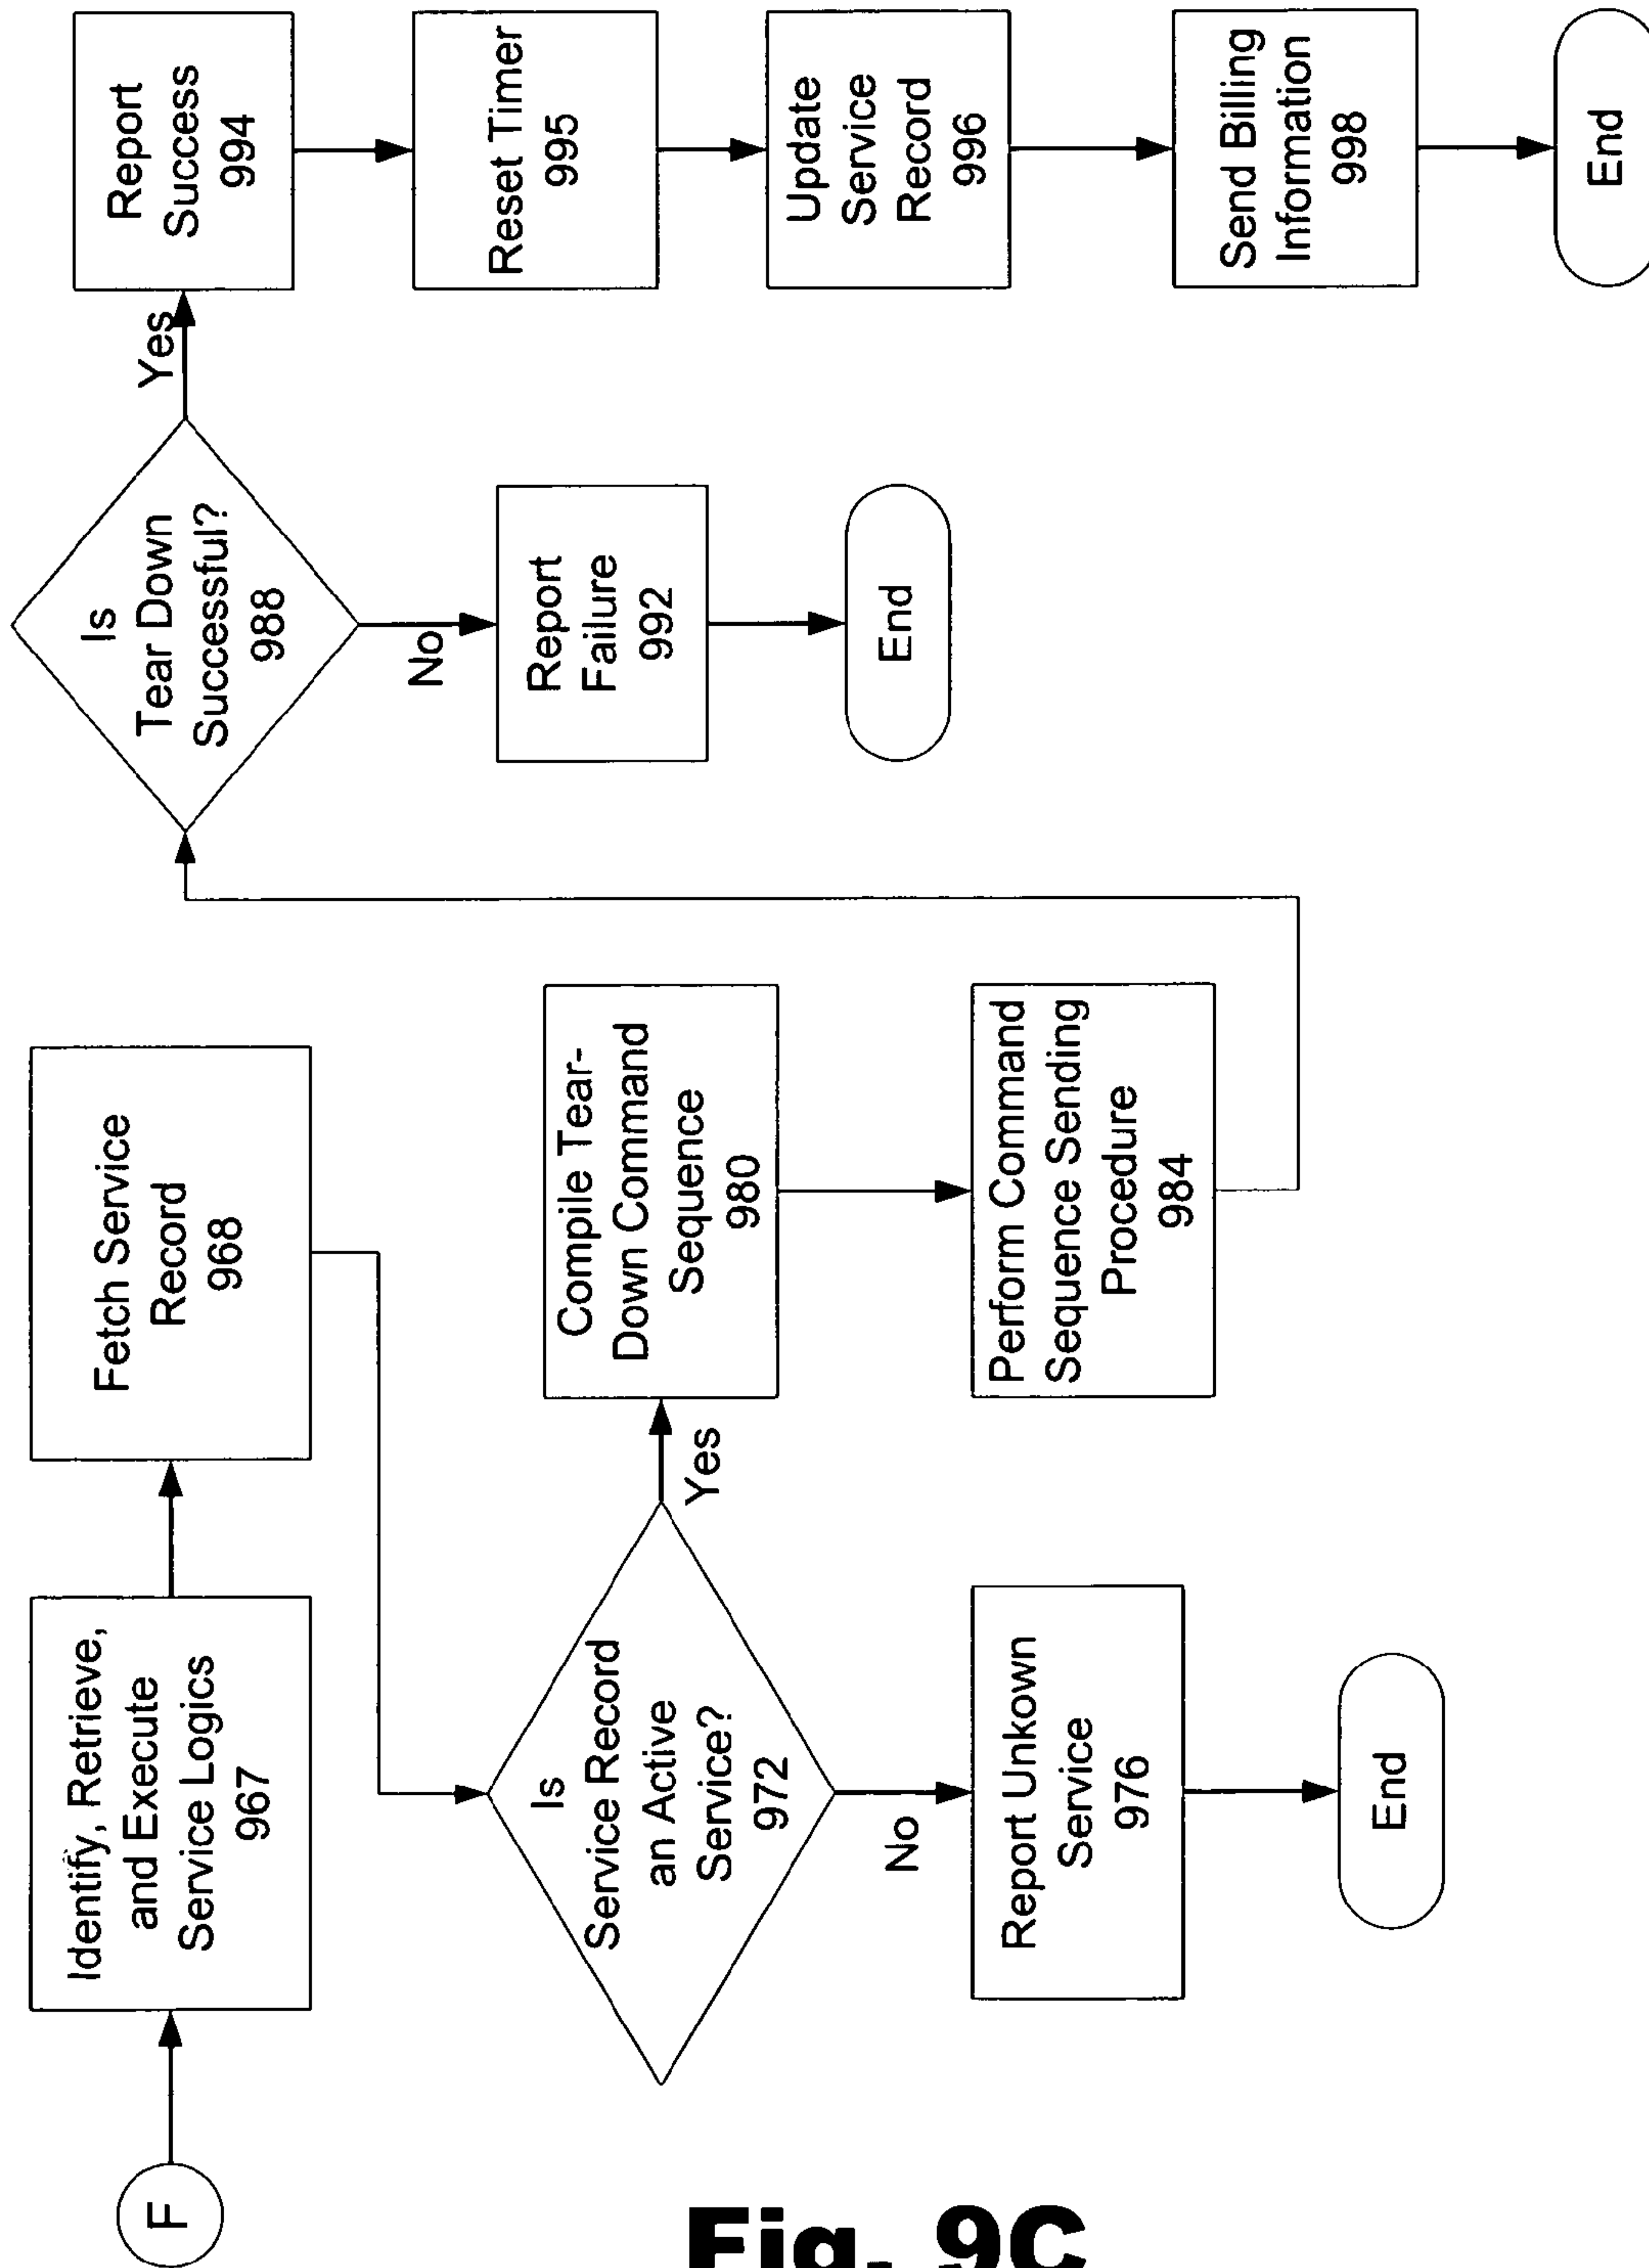 F
Identify, Retrieve,
and Execute
Service Logics
967
Fetch Service
Record
968
Is
Service Record
an Active
Service?
972
Yes
No
Report Unkown
Service
976
End
Compile Tear-
Down Command
Sequence
980
Perform Command
Sequence Sending
Procedure
984
Is
Tear Down
Successful?
988
Yes
No
Report
Failure
992
End
Report
Success
994
Reset Timer
995
Update
Service
Record
996
Send Billing
Information
998
End
Fig. 9C